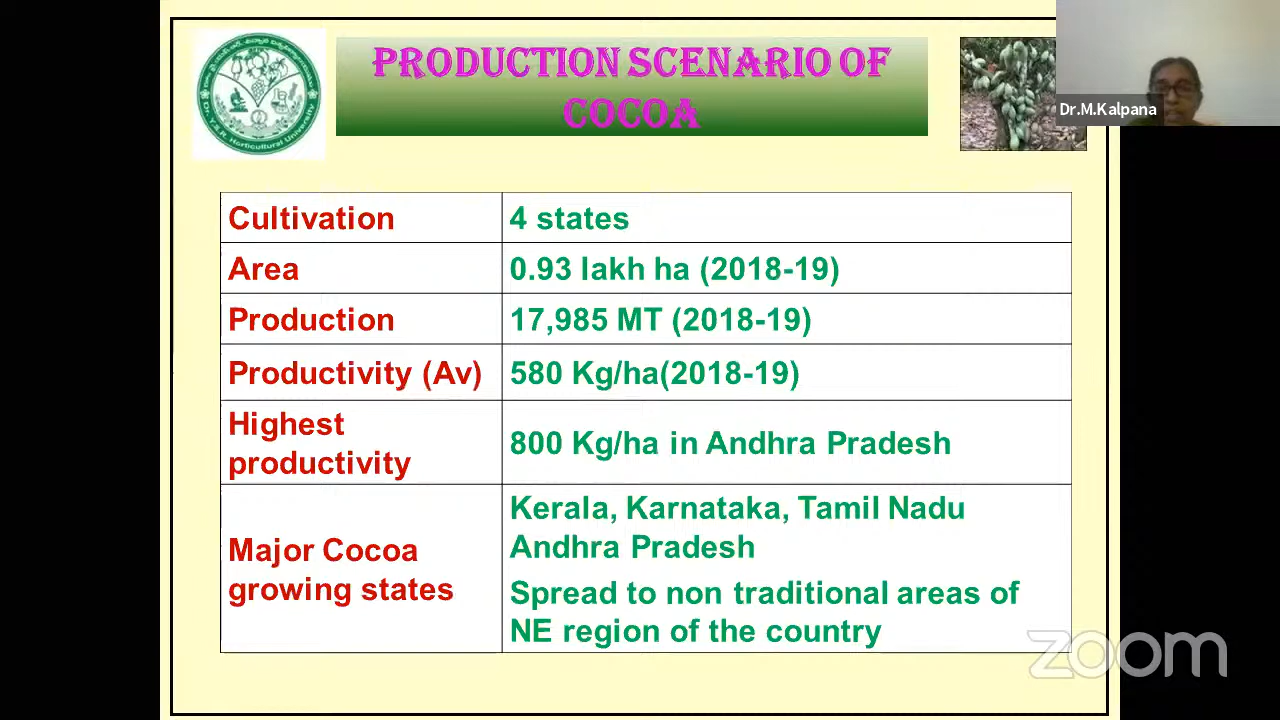 PRODUCTION SCENARIO OF
COCOA
Dr.M.Kalpana
Dr. Y.S.R. Horticultural University
Cultivation
4 states
Area
0.93 lakh ha (2018-19)
Production
17,985 MT (2018-19)
Productivity (Av)
580 Kg/ha(2018-19)
Highest
productivity
800 Kg/ha in Andhra Pradesh
Major Cocoa
growing states
Kerala, Karnataka, Tamil Nadu
Andhra Pradesh
Spread to non traditional areas of
NE region of the country
zoom